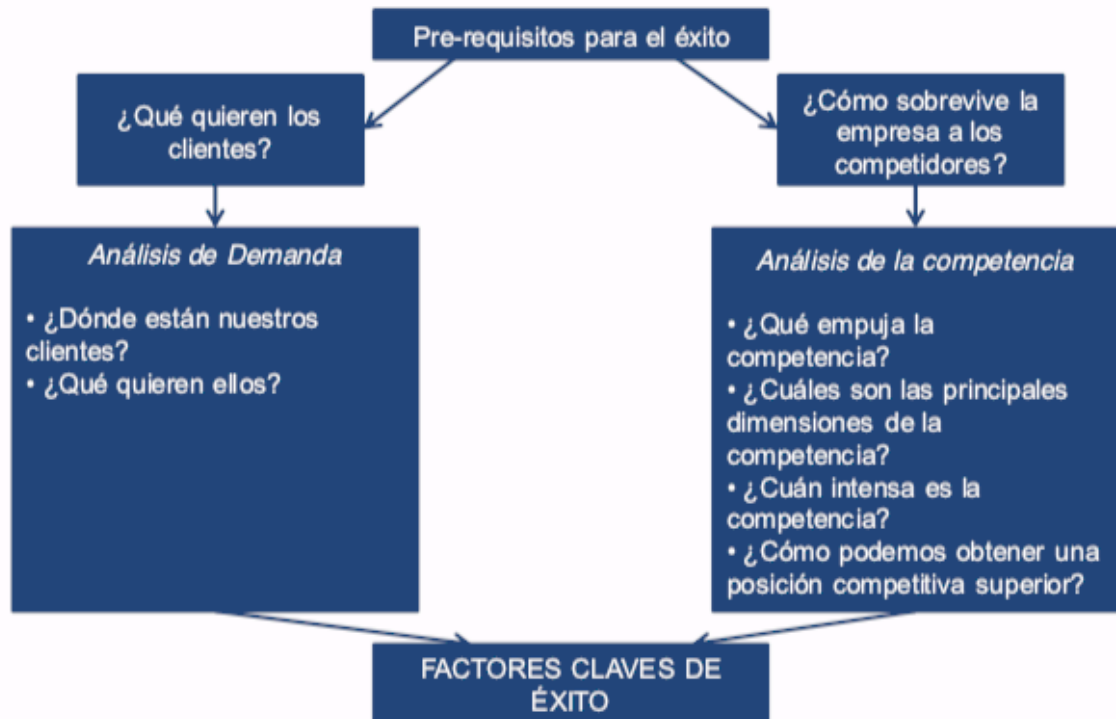 Pre-requisitos para el éxito
¿Qué quieren los
clientes?
¿Cómo sobrevive la
empresa a los
competidores?
Análisis de Demanda
• ¿Dónde están nuestros
clientes?
• ¿Qué quieren ellos?
Análisis de la competencia
• ¿Qué empuja la
competencia?
• ¿Cuáles son las principales
dimensiones de la
competencia?
• ¿Cuán intensa es la
competencia?
• ¿Cómo podemos obtener una
posición competitiva superior?
FACTORES CLAVES DE
ÉXITO